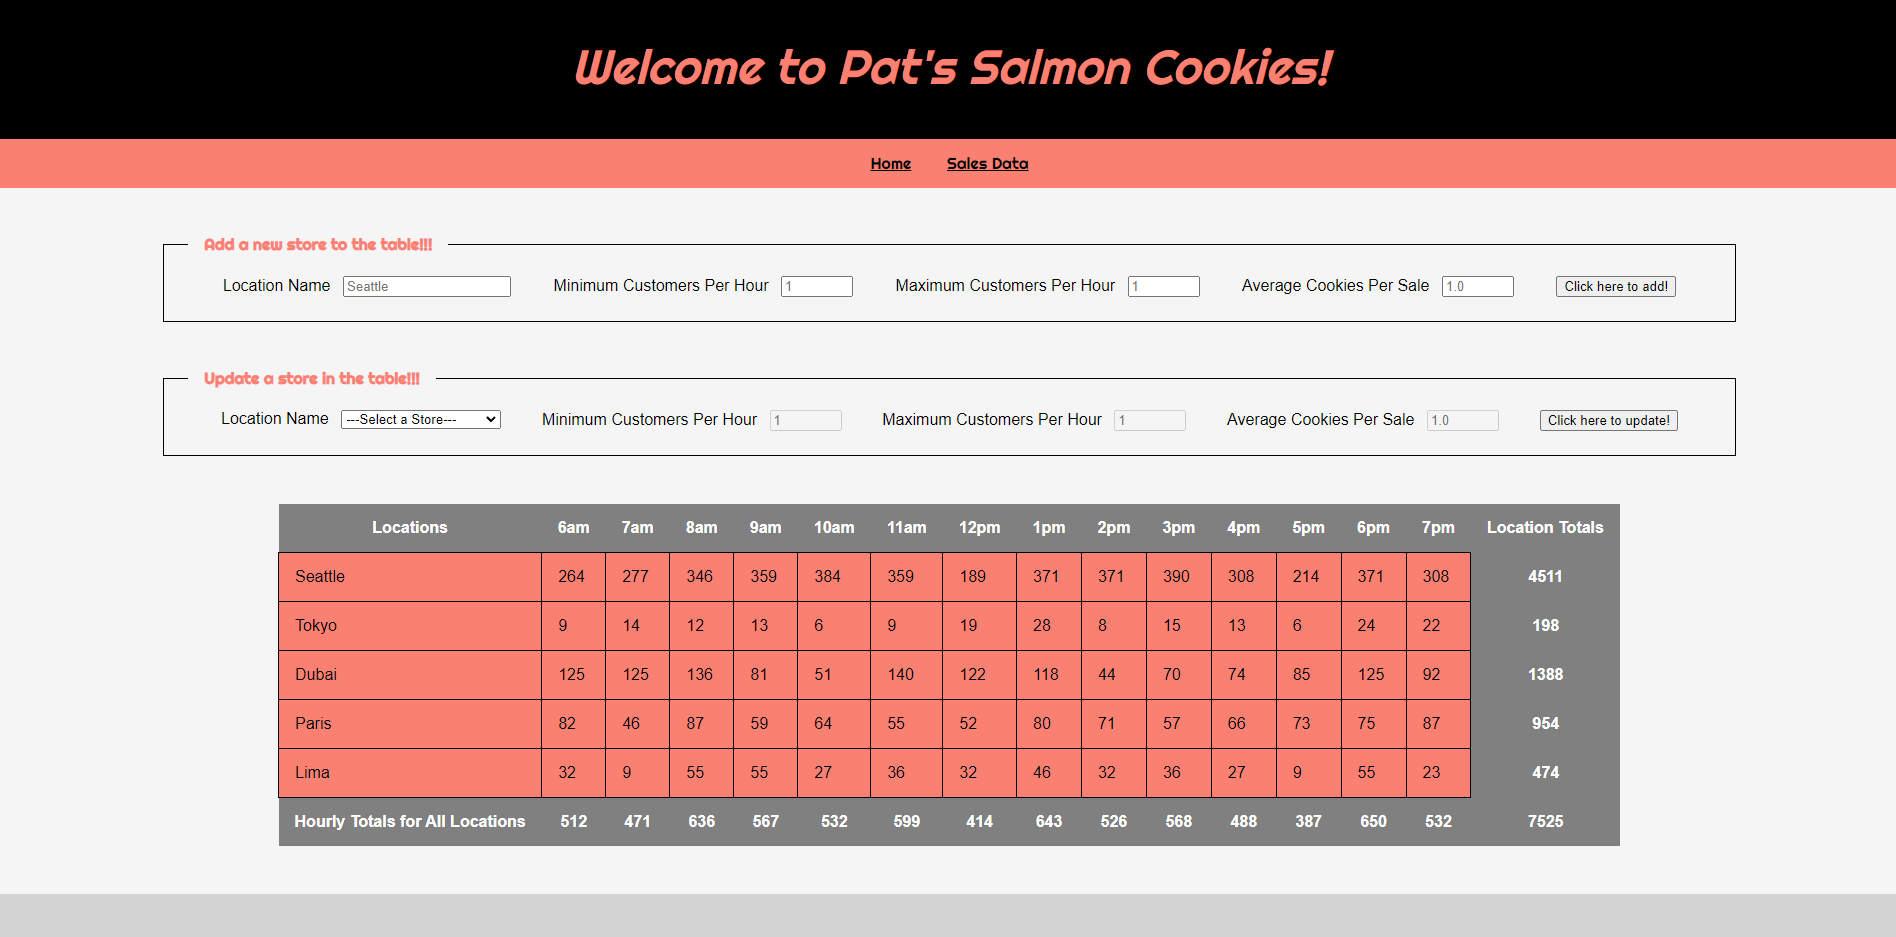 Welcome to Pat's Salmon Cookies!
Home Sales Data
Add a new store to the table!!!
Location Name Seattle Minimum Customers Per Hour 1 Maximum Customers Per Hour 1 Average Cookies Per Sale 1.0 Click here to add!
Update a store in the table!!!
Location Name ---Select a Store--- Minimum Customers Per Hour 1 Maximum Customers Per Hour 1 Average Cookies Per Sale 1.0 Click here to update!
Locations 6am 7am 8am 9am 10am 11am 12pm 1pm 2pm 3pm 4pm 5pm 6pm 7pm Location Totals
Seattle 264 277 346 359 384 359 189 371 371 390 308 214 371 308 4511
Tokyo 9 14 12 13 6 9 19 28 8 15 13 6 24 22 198
Dubai 125 125 136 81 51 140 122 118 44 70 74 85 125 92 1388
Paris 82 46 87 59 64 55 52 80 71 57 66 73 75 87 954
Lima 32 9 55 55 27 36 32 46 32 36 27 9 55 23 474
Hourly Totals for All Locations 512 471 636 567 532 599 414 643 526 568 488 387 650 532 7525